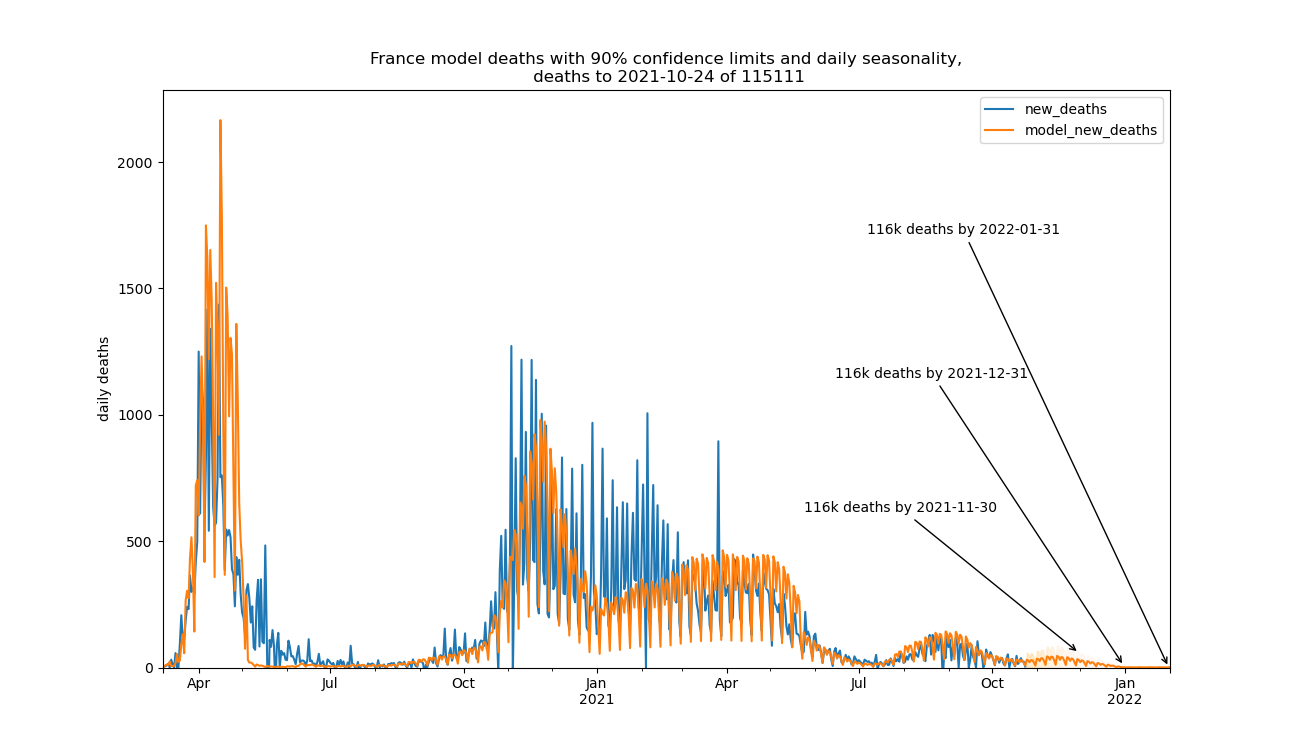 France model deaths with 90% confidence limits and daily seasonality,
deaths to 2021-10-24 of 115111
new_deaths
model_new_deaths
daily deaths
2000
1500
1000
500
0
116k deaths by 2022-01-31
116k deaths by 2021-12-31
116k deaths by 2021-11-30
Apr
Jul
Oct
Jan
2021
Apr
Jul
Oct
Jan
2022